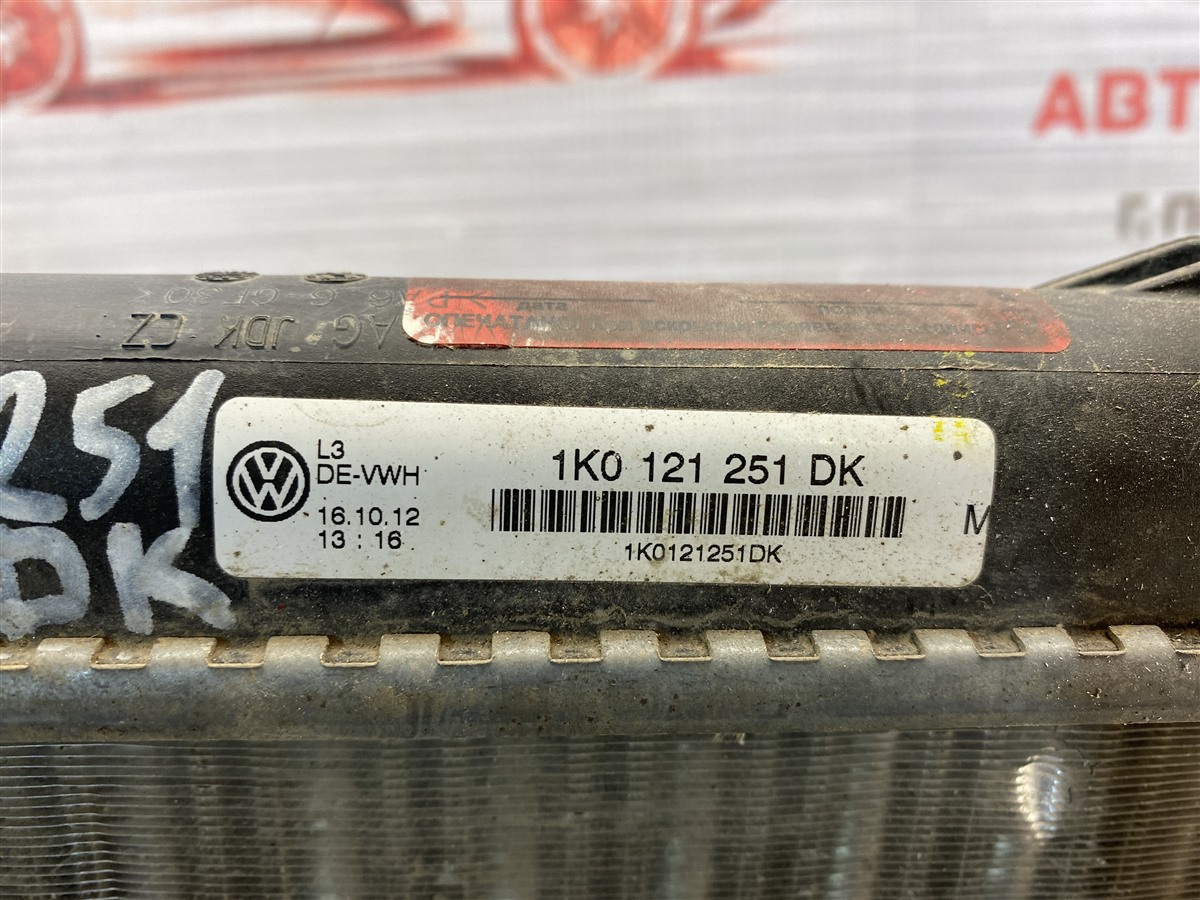 АВТ
AG JDK CZ
дата
251
DK
L3
DE-VWH
16.10.12
13 : 16
1K0 121 251 DK
1K0121251DK
M